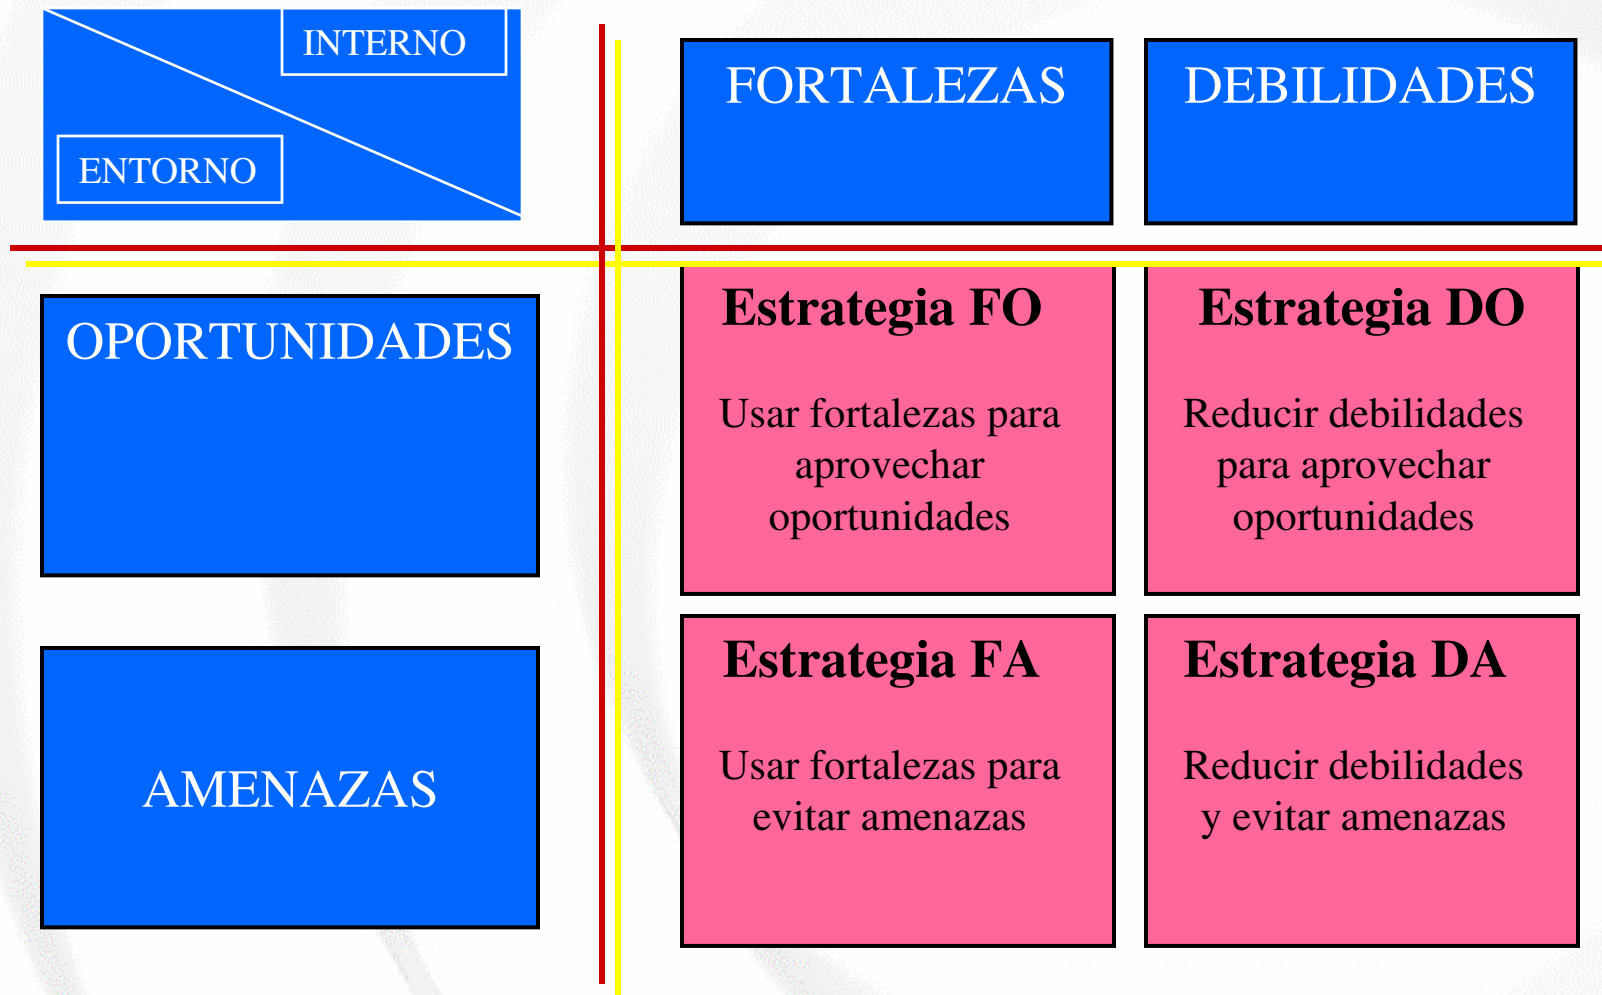 INTERNO
ENTORNO
FORTALEZAS
DEBILIDADES
OPORTUNIDADES
Estrategia FO
Usar fortalezas para
aprovechar
oportunidades
Estrategia DO
Reducir debilidades
para aprovechar
oportunidades
AMENAZAS
Estrategia FA
Usar fortalezas para
evitar amenazas
Estrategia DA
Reducir debilidades
y evitar amenazas